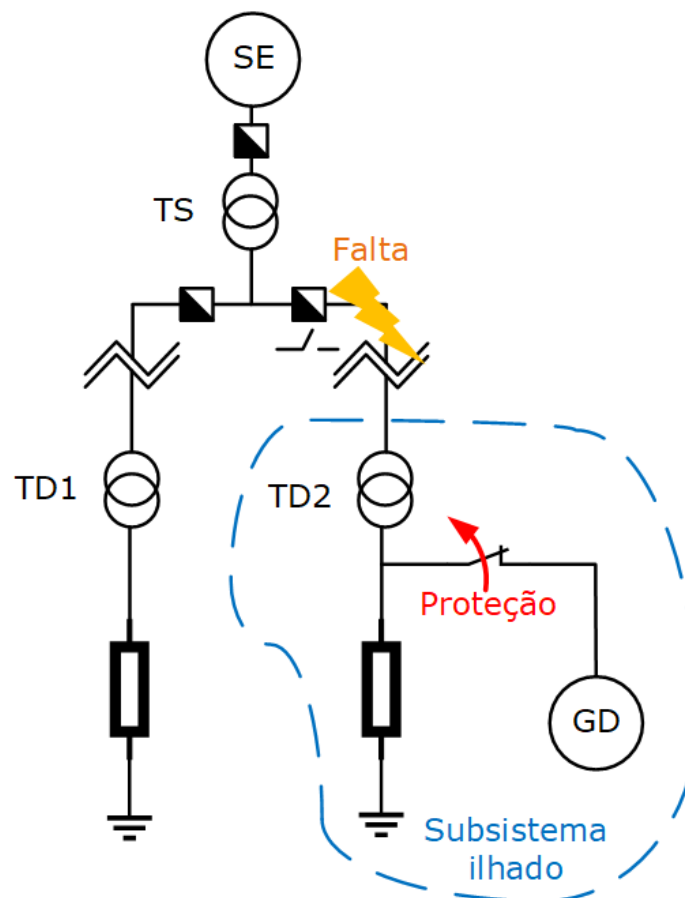 SE
TS
Falta
TD1
TD2
Proteção
GD
Subsistema
ilhado